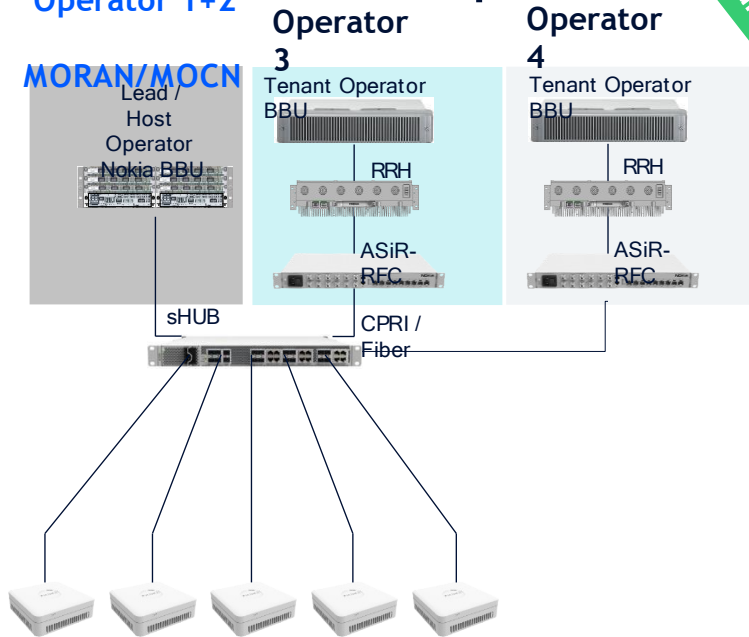 Operator 1+2
MORAN/MOCN
Operator
3
Operator
4
Lead /
Host
Operator
Nokia BBU
Tenant Operator
BBU
RRH
ASiR-
RFC
Tenant Operator
BBU
RRH
ASiR-
RFC
sHUB
CPRI /
Fiber